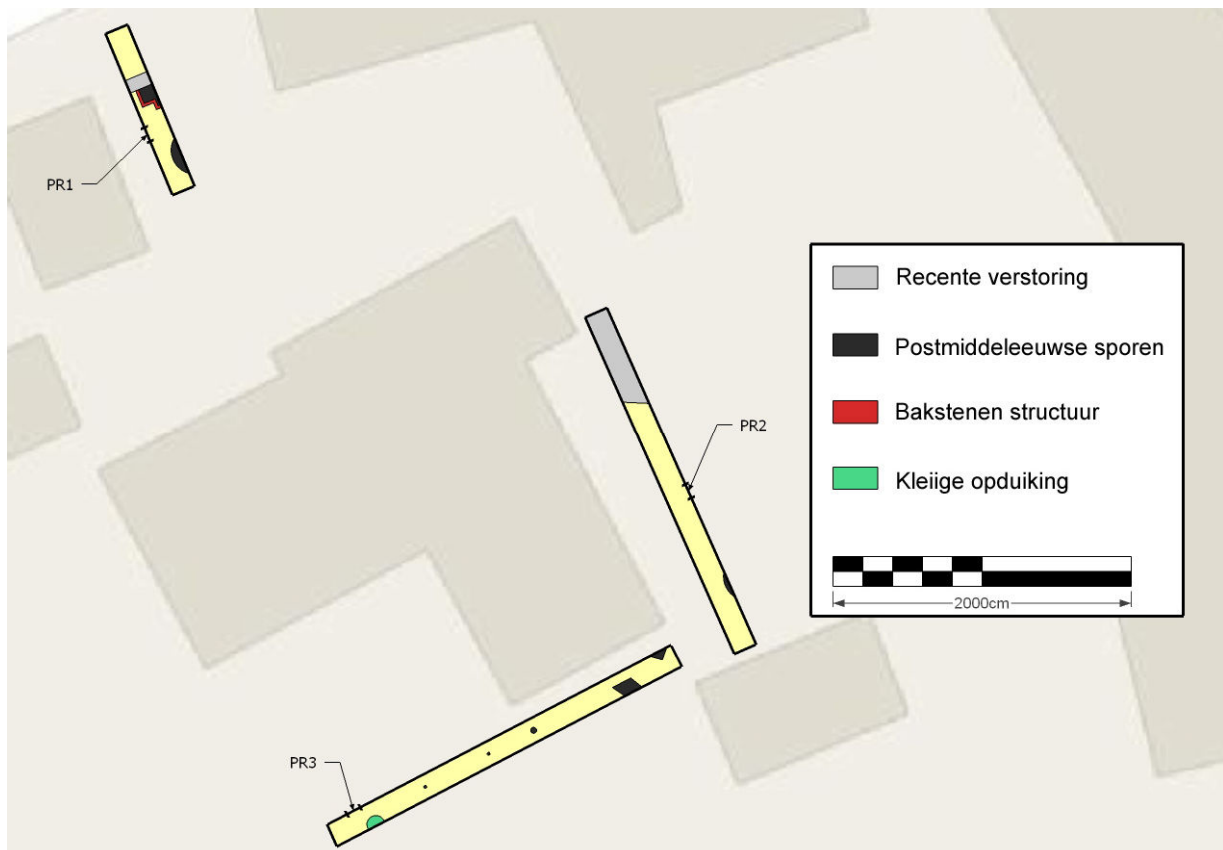 PR1
Recente verstoring
Postmiddeleeuwse sporen
Bakstenen structuur
PR2
Kleiige opduiking
2000cm
PR3